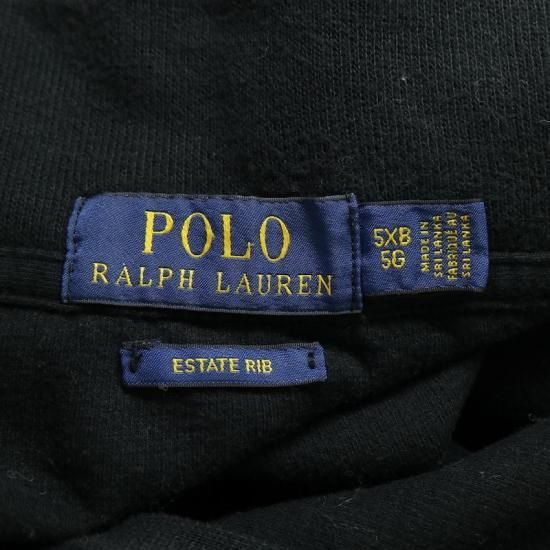 POLO
RALPH LAUREN
5XB
5G
MADE IN
SRI LANKA
FABRIQUÉ AU
SRI LANKA
ESTATE RIB